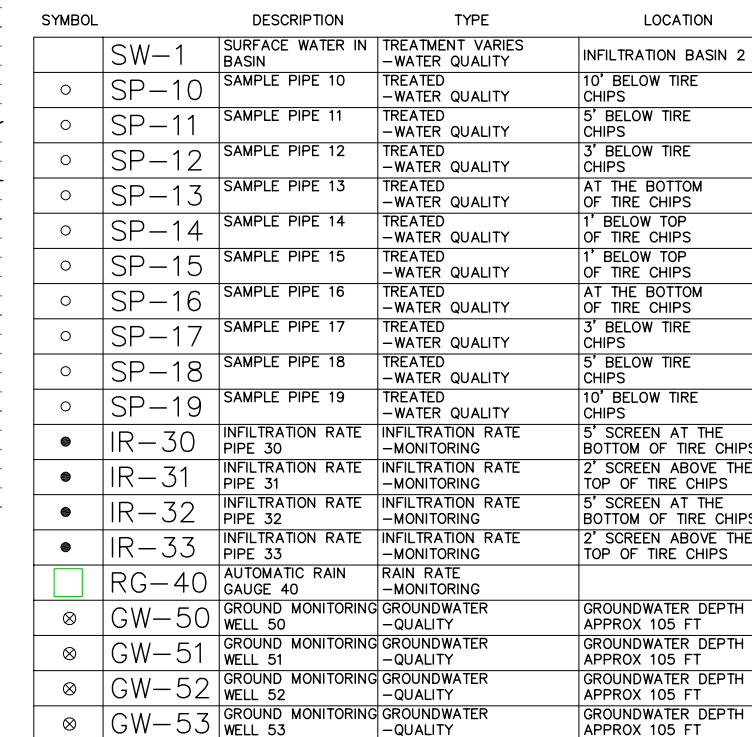 SYMBOL DESCRIPTION TYPE LOCATION
SW-1 SURFACE WATER IN BASIN TREATMENT VARIES -WATER QUALITY INFILTRATION BASIN 2
SP-10 SAMPLE PIPE 10 TREATED -WATER QUALITY 10' BELOW TIRE CHIPS
SP-11 SAMPLE PIPE 11 TREATED -WATER QUALITY 5' BELOW TIRE CHIPS
SP-12 SAMPLE PIPE 12 TREATED -WATER QUALITY 3' BELOW TIRE CHIPS
SP-13 SAMPLE PIPE 13 TREATED -WATER QUALITY AT THE BOTTOM OF TIRE CHIPS
SP-14 SAMPLE PIPE 14 TREATED -WATER QUALITY 1' BELOW TOP OF TIRE CHIPS
SP-15 SAMPLE PIPE 15 TREATED -WATER QUALITY 1' BELOW TOP OF TIRE CHIPS
SP-16 SAMPLE PIPE 16 TREATED -WATER QUALITY AT THE BOTTOM OF TIRE CHIPS
SP-17 SAMPLE PIPE 17 TREATED -WATER QUALITY 3' BELOW TIRE CHIPS
SP-18 SAMPLE PIPE 18 TREATED -WATER QUALITY 5' BELOW TIRE CHIPS
SP-19 SAMPLE PIPE 19 TREATED -WATER QUALITY 10' BELOW TIRE CHIPS
IR-30 INFILTRATION RATE PIPE 30 INFILTRATION RATE -MONITORING 5' SCREEN AT THE BOTTOM OF TIRE CHIPS
IR-31 INFILTRATION RATE PIPE 31 INFILTRATION RATE -MONITORING 2' SCREEN ABOVE THE TOP OF TIRE CHIPS
IR-32 INFILTRATION RATE PIPE 32 INFILTRATION RATE -MONITORING 5' SCREEN AT THE BOTTOM OF TIRE CHIPS
IR-33 INFILTRATION RATE PIPE 33 INFILTRATION RATE -MONITORING 2' SCREEN ABOVE THE TOP OF TIRE CHIPS
RG-40 AUTOMATIC RAIN GAUGE 40 RAIN RATE -MONITORING
GW-50 GROUND MONITORING WELL 50 GROUNDWATER -QUALITY GROUNDWATER DEPTH APPROX 105 FT
GW-51 GROUND MONITORING WELL 51 GROUNDWATER -QUALITY GROUNDWATER DEPTH APPROX 105 FT
GW-52 GROUND MONITORING WELL 52 GROUNDWATER -QUALITY GROUNDWATER DEPTH APPROX 105 FT
GW-53 GROUND MONITORING WELL 53 GROUNDWATER -QUALITY GROUNDWATER DEPTH APPROX 105 FT